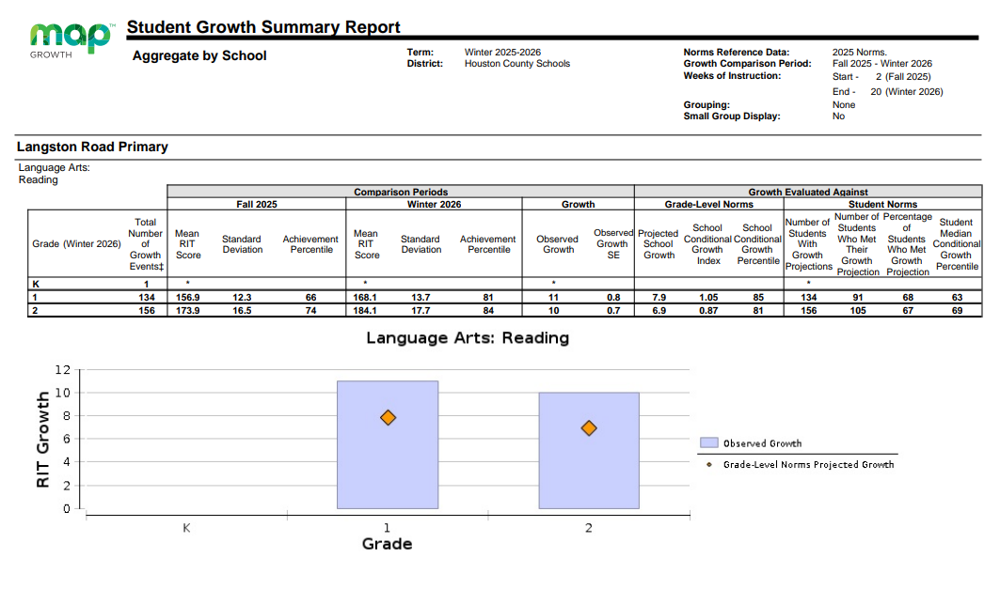 map™
GROWTH
Student Growth Summary Report
Aggregate by School
Term: Winter 2025-2026
District: Houston County Schools
Norms Reference Data: 2025 Norms.
Growth Comparison Period: Fall 2025 - Winter 2026
Weeks of Instruction: Start - 2 (Fall 2025)
End - 20 (Winter 2026)
Grouping: None
Small Group Display: No
Langston Road Primary
Language Arts:
Reading
Comparison Periods Growth Evaluated Against
Fall 2025 Winter 2026 Growth Grade-Level Norms Student Norms
Grade (Winter 2026)
Total
Number
of
Growth
Events‡
Mean
RIT
Score
Standard
Deviation
Achievement
Percentile
Mean
RIT
Score
Standard
Deviation
Achievement
Percentile
Observed
Growth
Observed
Growth
SE
Projected
School
Growth
School
Conditional
Growth
Index
School
Conditional
Growth
Percentile
Number of
Students
With
Growth
Projections
Number of
Students
Who Met
Their
Growth
Projection
Percentage
of
Students
Who Met
Growth
Projection
Student
Median
Conditional
Growth
Percentile
K 1 * * * *
1 134 156.9 12.3 66 168.1 13.7 81 11 0.8 7.9 1.05 85 134 91 68 63
2 156 173.9 16.5 74 184.1 17.7 84 10 0.7 6.9 0.87 81 156 105 67 69
Language Arts: Reading
RIT Growth
12
10
8
6
4
2
0
K 1 2
Grade
Observed Growth
Grade-Level Norms Projected Growth